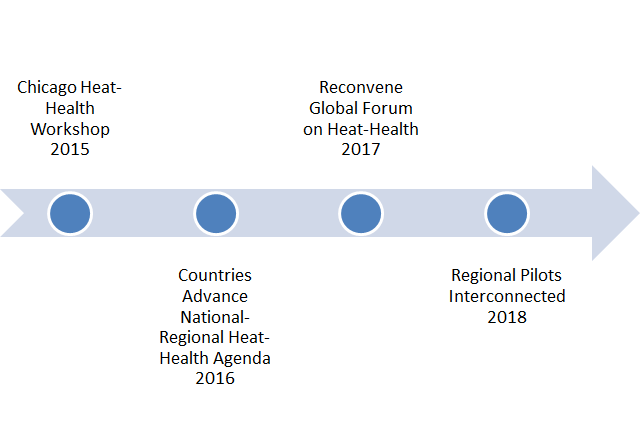 Chicago Heat-
Health
Workshop
2015
Countries
Advance
National-
Regional Heat-
Health Agenda
2016
Reconvene
Global Forum
on Heat-Health
2017
Regional Pilots
Interconnected
2018